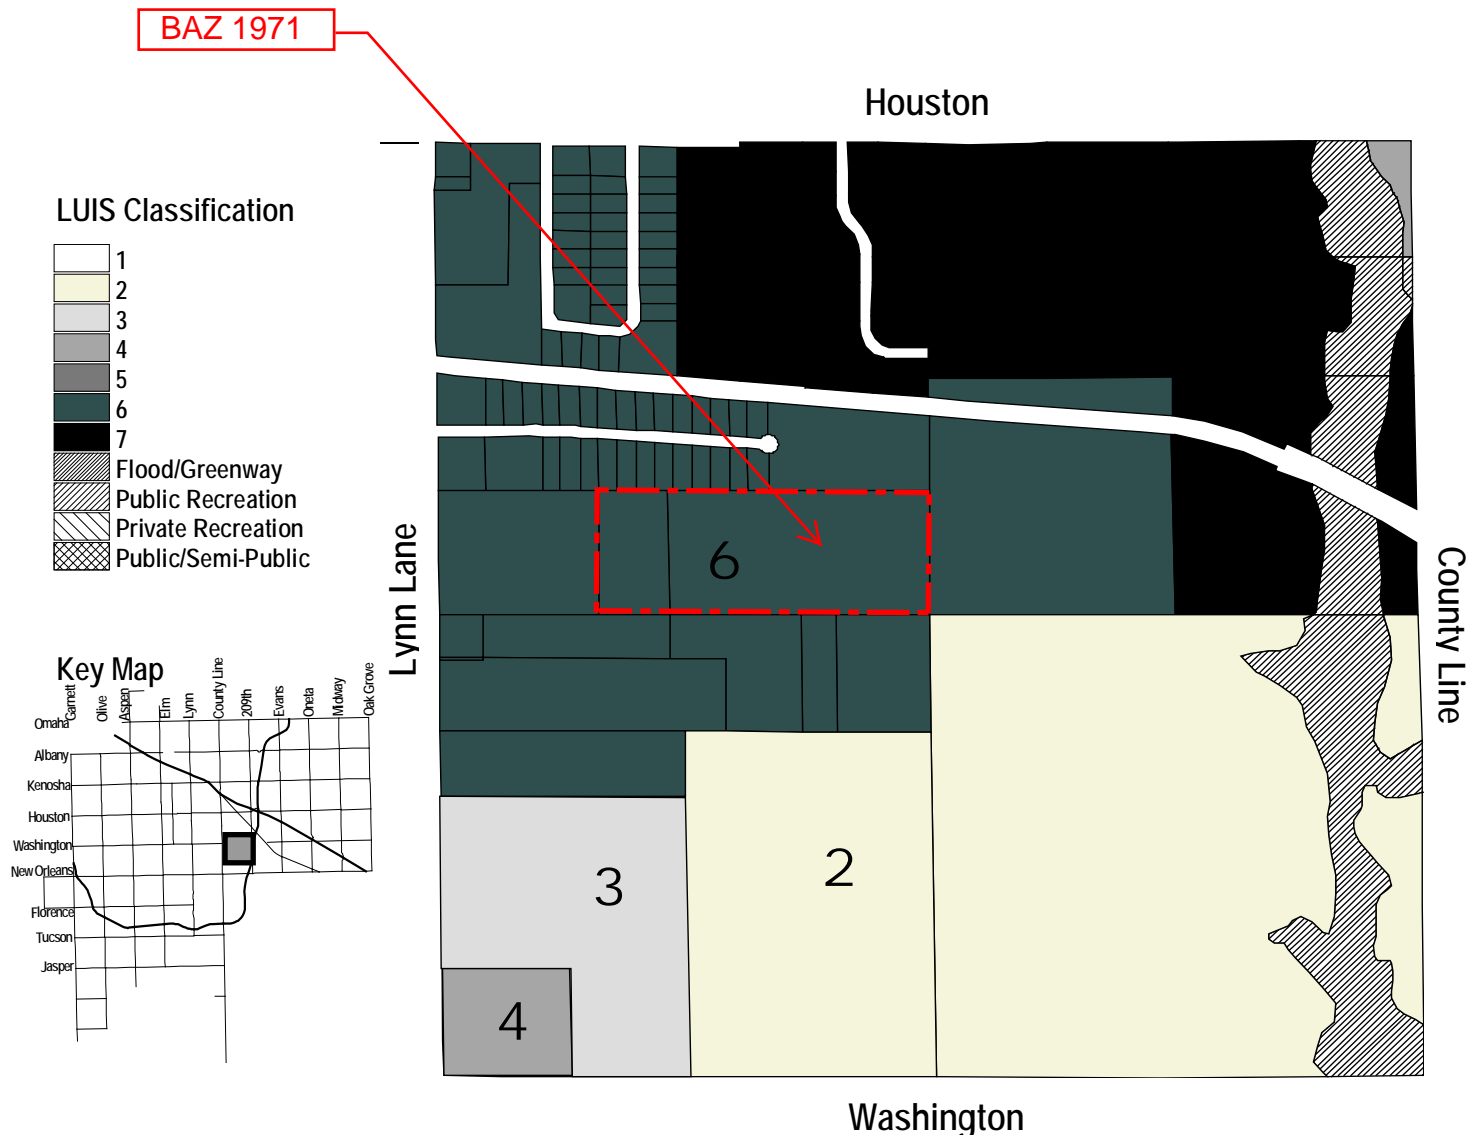 BAZ 1971
Houston
LUIS Classification
1
2
3
4
5
6
7
Flood/Greenway
Public Recreation
Private Recreation
Public/Semi-Public
Lynn Lane
County Line
6
2
3
4
Washington
Key Map
Garnett
Olive
Aspen
Elm
Lynn
County Line
209th
Evans
Oneta
Midway
Oak Grove
Omaha
Albany
Kenosha
Houston
Washington
New Orleans
Florence
Tucson
Jasper